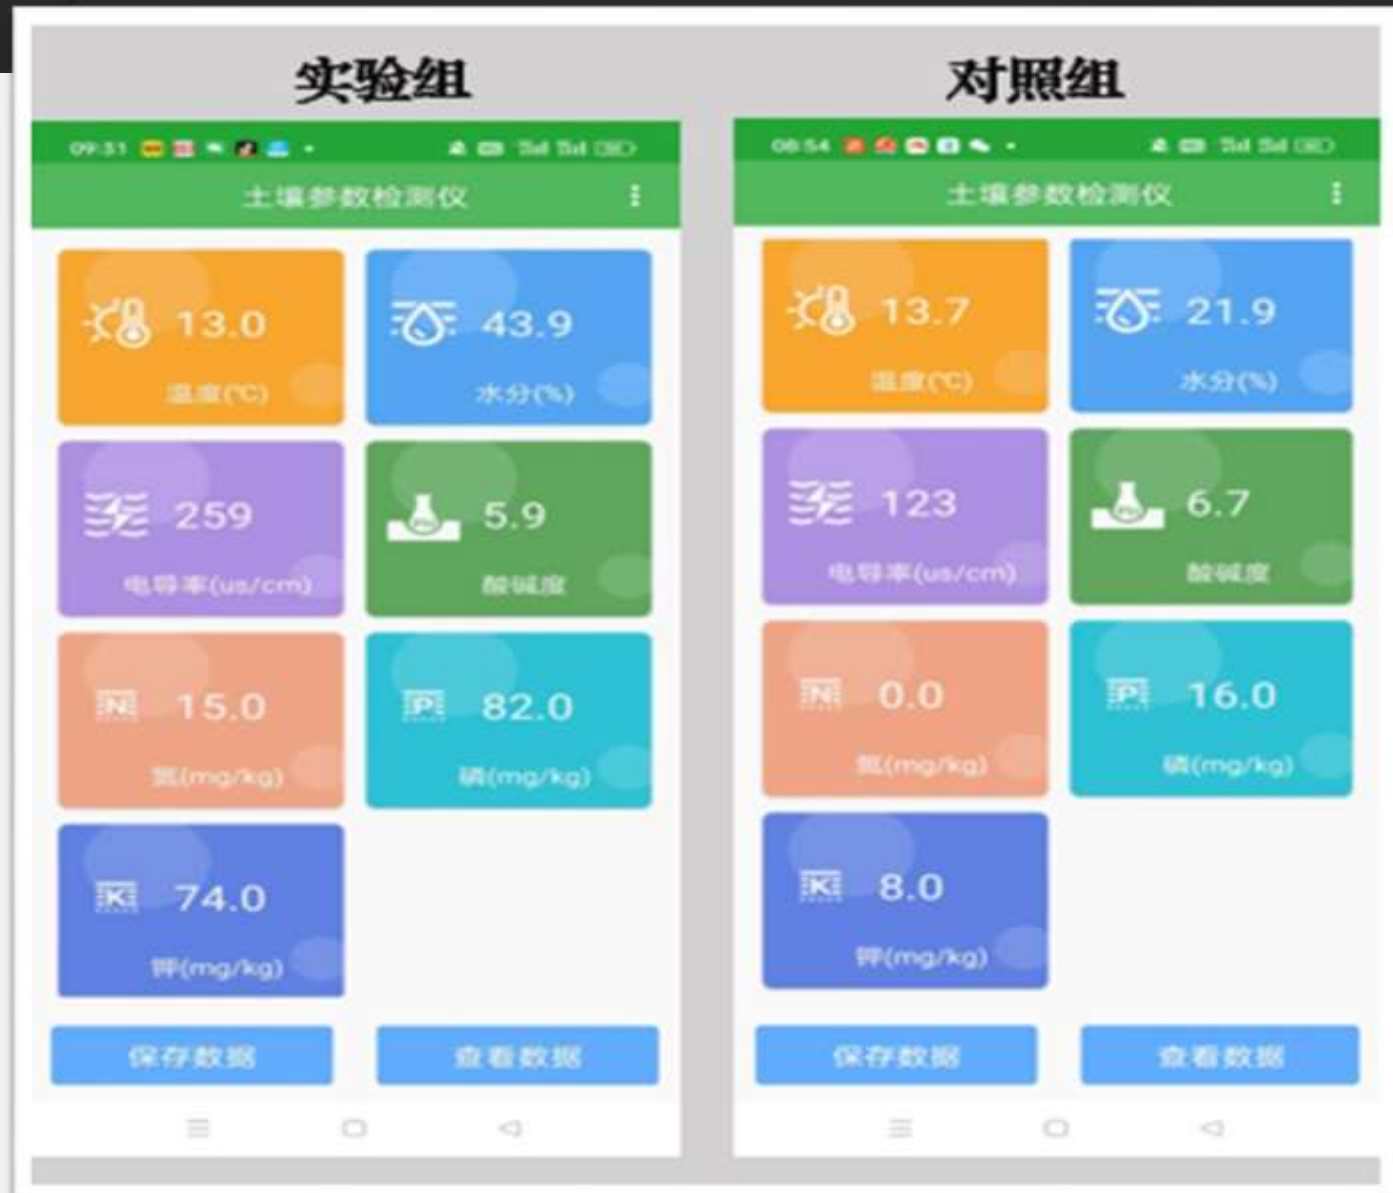 实验组
对照组
09:31
土壤参数检测仪
13.0
温度(℃)
43.9
水分(%)
259
电导率(us/cm)
5.9
酸碱度
N
15.0
氮(mg/kg)
P
82.0
磷(mg/kg)
K
74.0
钾(mg/kg)
保存数据
查看数据
08:54
土壤参数检测仪
13.7
温度(℃)
21.9
水分(%)
123
电导率(us/cm)
6.7
酸碱度
N
0.0
氮(mg/kg)
P
16.0
磷(mg/kg)
K
8.0
钾(mg/kg)
保存数据
查看数据